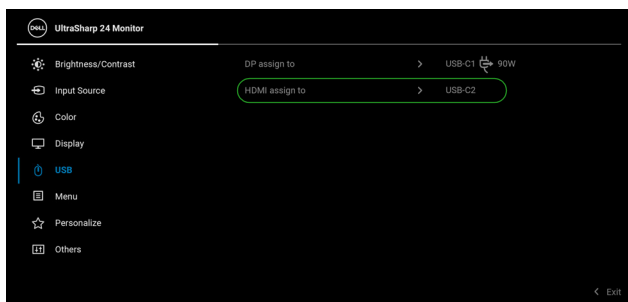 DELL UltraSharp 24 Monitor
Brightness/Contrast DP assign to > USB-C1 90W
Input Source HDMI assign to > USB-C2
Color
Display
USB
Menu
Personalize
Others
< Exit